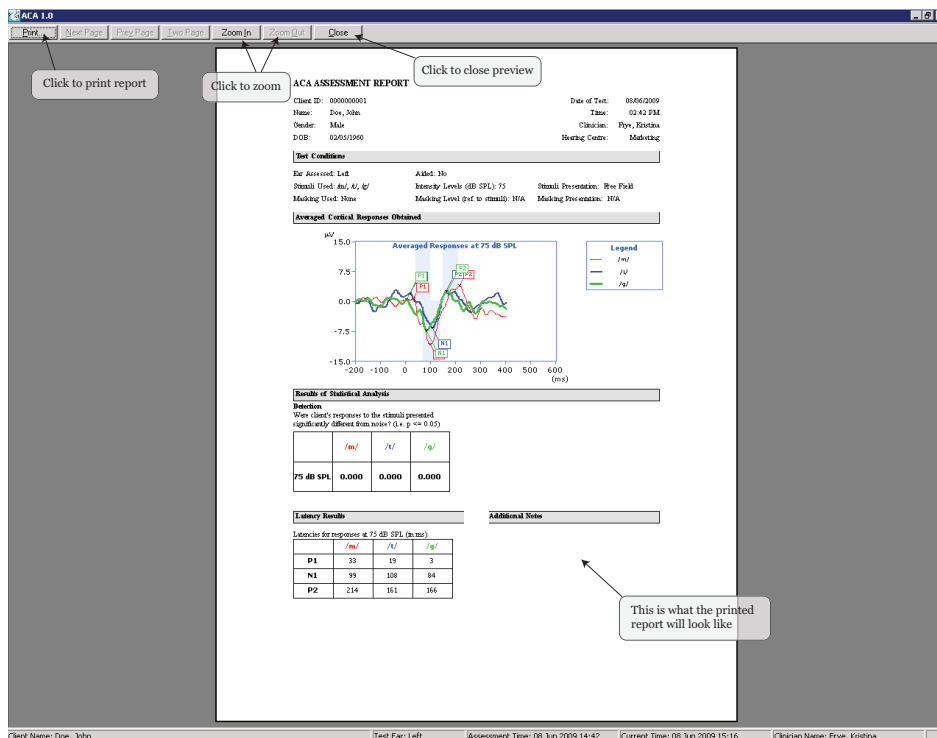 ACA 1.0
Print... Next Page Prev Page Two Page Zoom In Zoom Out Close
Click to print report
Click to zoom
Click to close preview
ACA ASSESSMENT REPORT
Client ID: 0000000001 Date of Test: 08/06/2009
Name: Doe, John Time: 02:42 PM
Gender: Male Clinician: Frye, Kristina
DOB: 02/05/1960 Hearing Centre: Marketing
Test Conditions
Ear Assessed: Left Aided: No
Stimuli Used: /m/, /t/, /g/ Intensity Levels (dB SPL): 75 Stimuli Presentation: Free Field
Masking Used: None Masking Level (ref. to stimuli): N/A Masking Presentation: N/A
Averaged Cortical Responses Obtained
µV
Averaged Responses at 75 dB SPL
15.0
7.5
0.0
-7.5
-15.0
P1
P1
P2
P2
P2
N1
N1
-200 -100 0 100 200 300 400 500 600
(ms)
Legend
/m/
/t/
/g/
Results of Statistical Analysis
Detection
Were client's responses to the stimuli presented
significantly different from noise? (i.e. p <= 0.05)
/m/ /t/ /g/
75 dB SPL 0.000 0.000 0.000
Latency Results
Latencies for responses at 75 dB SPL (in ms)
/m/ /t/ /g/
P1 33 19 3
N1 99 108 84
P2 214 161 166
Additional Notes
This is what the printed
report will look like
Client Name: Doe, John Test Ear: Left Assessment Time: 08 Jun 2009 14:42 Current Time: 08 Jun 2009 15:16 Clinician Name: Frye, Kristina